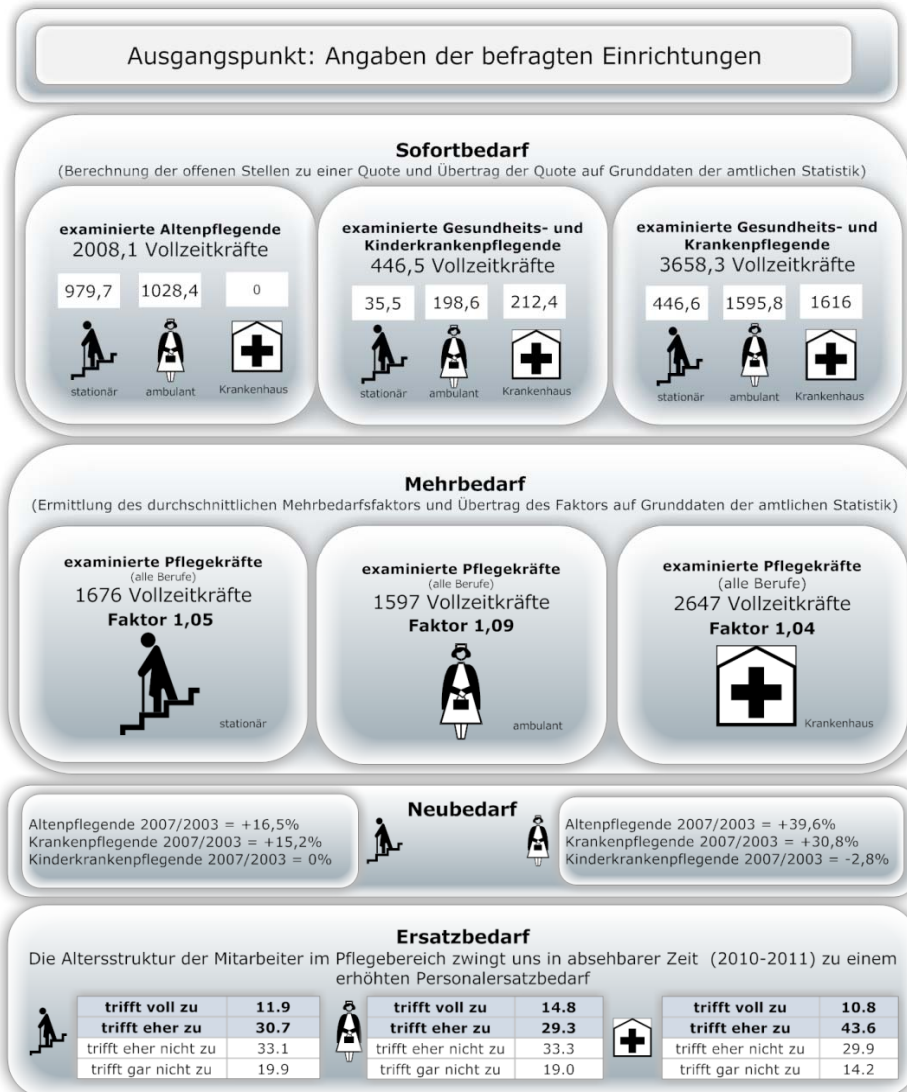 Ausgangspunkt: Angaben der befragten Einrichtungen
Sofortbedarf
(Berechnung der offenen Stellen zu einer Quote und Übertrag der Quote auf Grunddaten der amtlichen Statistik)
examinierte Altenpflegende
2008,1 Vollzeitkräfte
979,7 1028,4 0
stationär ambulant Krankenhaus
examinierte Gesundheits- und
Kinderkrankenpflegende
446,5 Vollzeitkräfte
35,5 198,6 212,4
stationär ambulant Krankenhaus
examinierte Gesundheits- und
Krankenpflegende
3658,3 Vollzeitkräfte
446,6 1595,8 1616
stationär ambulant Krankenhaus
Mehrbedarf
(Ermittlung des durchschnittlichen Mehrbedarfsfaktors und Übertrag des Faktors auf Grunddaten der amtlichen Statistik)
examinierte Pflegekräfte
(alle Berufe)
1676 Vollzeitkräfte
Faktor 1,05
stationär
examinierte Pflegekräfte
(alle Berufe)
1597 Vollzeitkräfte
Faktor 1,09
ambulant
examinierte Pflegekräfte
(alle Berufe)
2647 Vollzeitkräfte
Faktor 1,04
Krankenhaus
Neubedarf
Altenpflegende 2007/2003 = +16,5%
Krankenpflegende 2007/2003 = +15,2%
Kinderkrankenpflegende 2007/2003 = 0%
Altenpflegende 2007/2003 = +39,6%
Krankenpflegende 2007/2003 = +30,8%
Kinderkrankenpflegende 2007/2003 = -2,8%
Ersatzbedarf
Die Altersstruktur der Mitarbeiter im Pflegebereich zwingt uns in absehbarer Zeit (2010-2011) zu einem
erhöhten Personalersatzbedarf
trifft voll zu 11.9
trifft eher zu 30.7
trifft eher nicht zu 33.1
trifft gar nicht zu 19.9
trifft voll zu 14.8
trifft eher zu 29.3
trifft eher nicht zu 33.3
trifft gar nicht zu 19.0
trifft voll zu 10.8
trifft eher zu 43.6
trifft eher nicht zu 29.9
trifft gar nicht zu 14.2